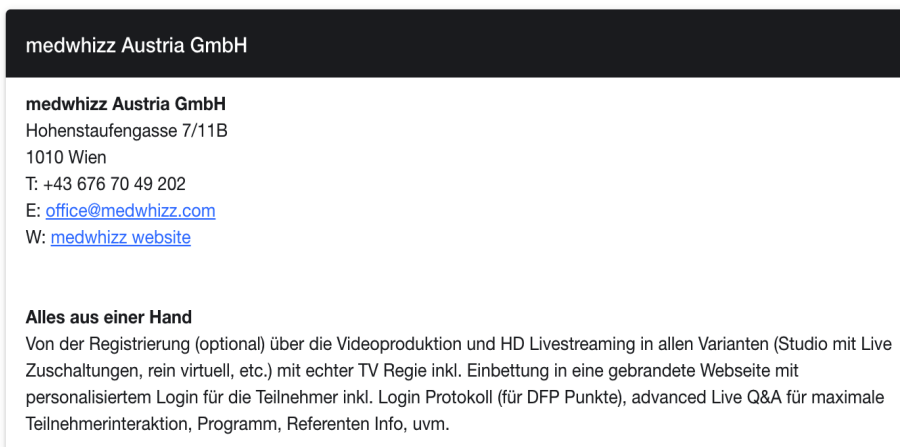 medwhizz Austria GmbH
medwhizz Austria GmbH
Hohenstaufengasse 7/11B
1010 Wien
T: +43 676 70 49 202
E: office@medwhizz.com
W: medwhizz website
Alles aus einer Hand
Von der Registrierung (optional) über die Videoproduktion und HD Livestreaming in allen Varianten (Studio mit Live
Zuschaltungen, rein virtuell, etc.) mit echter TV Regie inkl. Einbettung in eine gebrandete Webseite mit
personalisiertem Login für die Teilnehmer inkl. Login Protokoll (für DFP Punkte), advanced Live Q&A für maximale
Teilnehmerinteraktion, Programm, Referenten Info, uvm.